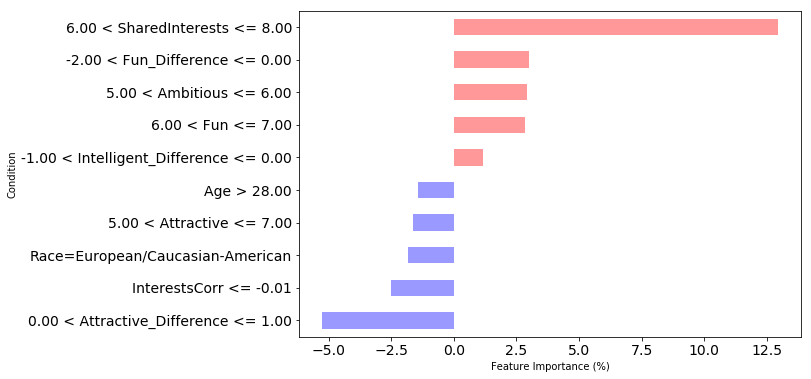 6.00 < SharedInterests <= 8.00
-2.00 < Fun_Difference <= 0.00
5.00 < Ambitious <= 6.00
6.00 < Fun <= 7.00
-1.00 < Intelligent_Difference <= 0.00
Age > 28.00
5.00 < Attractive <= 7.00
Race=European/Caucasian-American
InterestsCorr <= -0.01
0.00 < Attractive_Difference <= 1.00
Condition
−5.0 −2.5 0.0 2.5 5.0 7.5 10.0 12.5
Feature Importance (%)